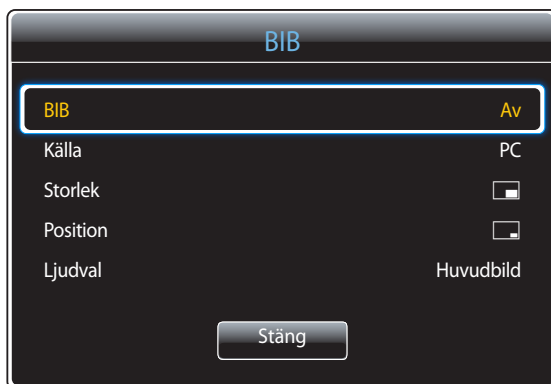 BIB
BIB Av
Källa PC
Storlek
Position
Ljudval Huvudbild
Stäng